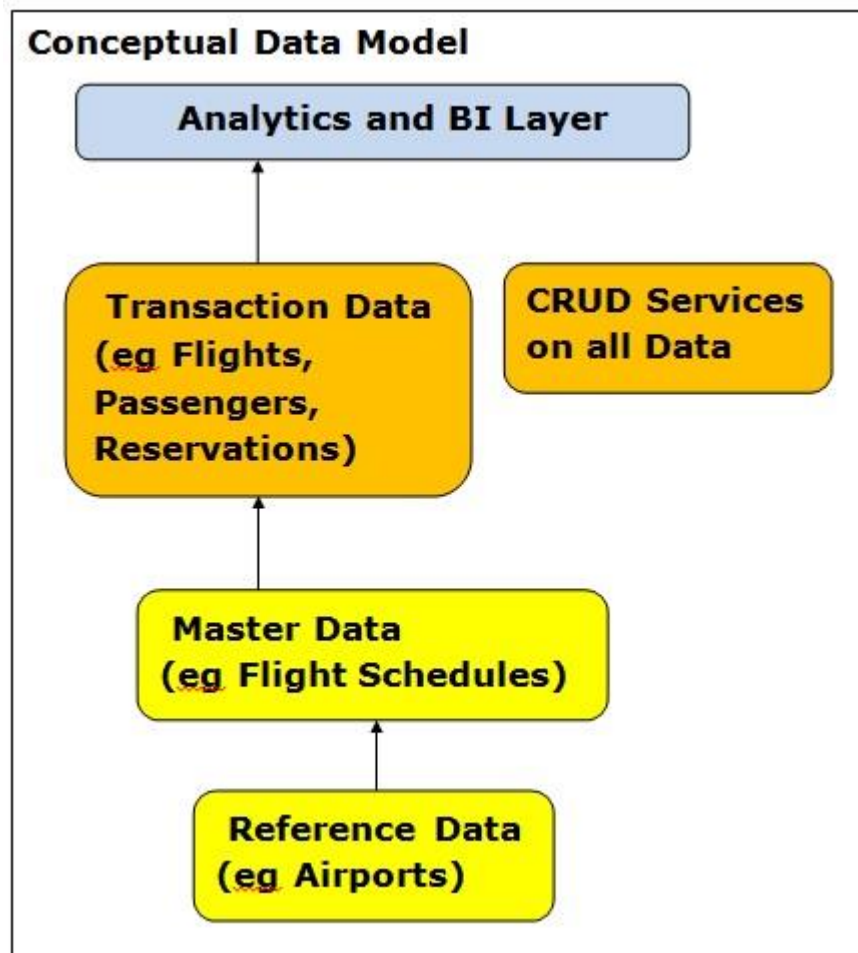 Conceptual Data Model
Analytics and BI Layer
Transaction Data
(eg Flights,
Passengers,
Reservations)
CRUD Services
on all Data
Master Data
(eg Flight Schedules)
Reference Data
(eg Airports)